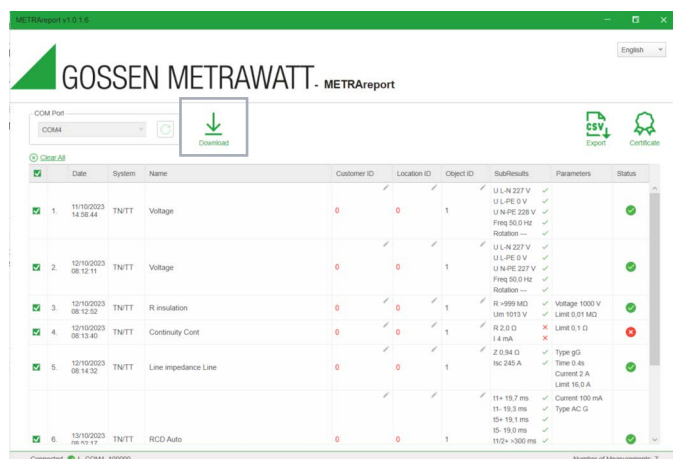 METRAreport v1.0.1.6
English
GOSSEN METRAWATT - METRAreport
COM Port
COM4
Download
CSV
Export
Certificate
Clear All
Date System Name Customer ID Location ID Object ID SubResults Parameters Status
1. 11/10/2023 14:58:44 TN/TT Voltage 0 0 1
U L-N 227 V
U L-PE 0 V
U N-PE 228 V
Freq 50,0 Hz
Rotation ---
2. 12/10/2023 08:12:11 TN/TT Voltage 0 0 1
U L-N 227 V
U L-PE 0 V
U N-PE 227 V
Freq 50,0 Hz
Rotation ---
3. 12/10/2023 08:12:52 TN/TT R insulation 0 0 1
R >999 MΩ Voltage 1000 V
Um 1013 V Limit 0,01 MΩ
4. 12/10/2023 08:13:40 TN/TT Continuity Cont 0 0 1
R 2,0 Ω Limit 0,1 Ω
I 4 mA
5. 12/10/2023 08:14:32 TN/TT Line impedance Line 0 0 1
Z 0,94 Ω Type gG
Isc 245 A Time 0.4s
Current 2 A
Limit 16,0 A
6. 13/10/2023 08:52:17 TN/TT RCD Auto 0 0 1
t1+ 19,7 ms Current 100 mA
t1- 19,3 ms Type AC G
t5+ 19,1 ms
t5- 19,0 ms
t1/2+ >300 ms
Connected
Number of Measurements: 7